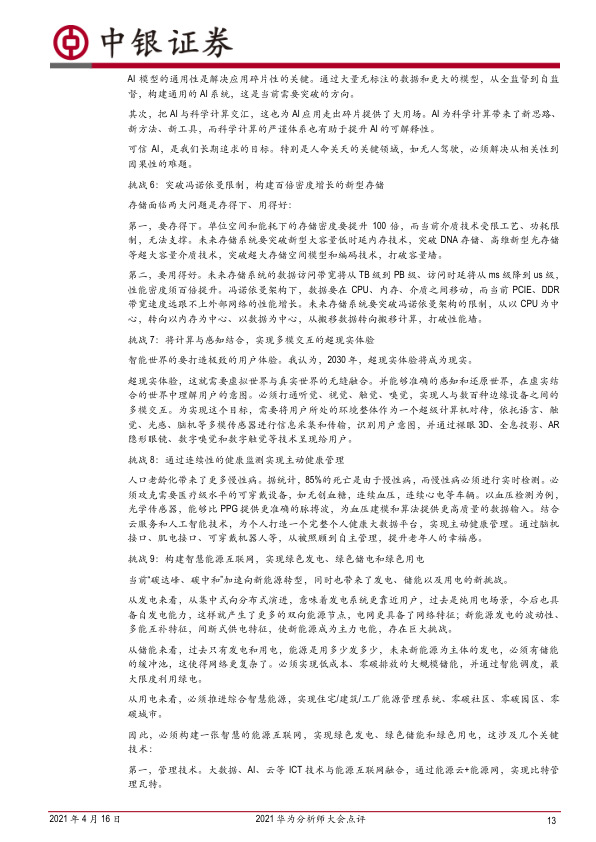 中银证券
AI 模型的通用性是解决应用碎片性的关键。通过大量无标注的数据和更大的模型，从全监督到自监
督，构建通用的 AI 系统，这是当前需要突破的方向。
其次，把 AI 与科学计算交汇，这也为 AI 应用走出碎片提供了大用场。AI 为科学计算带来了新思路、
新方法、新工具，而科学计算的严谨体系也有助于提升 AI 的可解释性。
可信 AI，是我们长期追求的目标。特别是人命关天的关键领域，如无人驾驶，必须解决从相关性到
因果性的难题。
挑战 6：突破冯诺依曼限制，构建百倍密度增长的新型存储
存储面临两大问题是存得下、用得好：
第一，要存得下。单位空间和能耗下的存储密度要提升 100 倍，而当前介质技术受限工艺、功耗限
制，无法支撑。未来存储系统要突破新型大容量低时延内存技术，突破 DNA 存储、高维新型光存储
等超大容量介质技术，突破超大存储空间模型和编码技术，打破容量墙。
第二，要用得好。未来存储系统的数据访问带宽将从 TB 级到 PB 级、访问时延将从 ms 级降到 us 级，
性能密度须百倍提升。冯诺依曼架构下，数据要在 CPU、内存、介质之间移动，而当前 PCIE、DDR
带宽速度远跟不上外部网络的性能增长。未来存储系统要突破冯诺依曼架构的限制，从以 CPU 为中
心，转向以内存为中心、以数据为中心，从搬移数据转向搬移计算，打破性能墙。
挑战 7：将计算与感知结合，实现多模交互的超现实体验
智能世界的要打造极致的用户体验。我认为，2030 年，超现实体验将成为现实。
超现实体验，这就需要虚拟世界与真实世界的无缝融合。并能够准确的感知和还原世界，在虚实结
合的世界中理解用户的意图。必须打通听觉、视觉、触觉、嗅觉，实现人与数百种边缘设备之间的
多模交互。为实现这个目标，需要将用户所处的环境整体作为一个超级计算机对待，依托语言、触
觉、光感、脑机等多模传感器进行信息采集和传输，识别用户意图，并通过裸眼 3D、全息投影、AR
隐形眼镜、数字嗅觉和数字触觉等技术呈现给用户。
挑战 8：通过连续性的健康监测实现主动健康管理
人口老龄化带来了更多慢性病。据统计，85%的死亡是由于慢性病，而慢性病必须进行实时检测。必
须攻克需要医疗级水平的可穿戴设备，如无创血糖，连续血压，连续心电等车辆。以血压检测为例，
光学传感器，能够比 PPG 提供更准确的脉搏波，为血压建模和算法提供更高质量的数据输入。结合
云服务和人工智能技术，为个人打造一个完整个人健康大数据平台，实现主动健康管理。通过脑机
接口、肌电接口、可穿戴机器人等，从被照顾到自主管理，提升老年人的幸福感。
挑战 9：构建智慧能源互联网，实现绿色发电、绿色储电和绿色用电
当前“碳达峰、碳中和”加速向新能源转型，同时也带来了发电、储能以及用电的新挑战。
从发电来看，从集中式向分布式演进，意味着发电系统更靠近用户，过去是纯用电场景，今后也具
备自发电能力，这样就产生了更多的双向能源节点，电网更具备了网络特征；新能源发电的波动性、
多能互补特征，间断式供电特征，使新能源成为主力电能，存在巨大挑战。
从储能来看，过去只有发电和用电，能源是用多少发多少，未来新能源为主体的发电，必须有储能
的缓冲池，这使得网络更复杂了。必须实现低成本、零碳排放的大规模储能，并通过智能调度，最
大限度利用绿电。
从用电来看，必须推进综合智慧能源，实现住宅/建筑/工厂能源管理系统、零碳社区、零碳园区、零
碳城市。
因此，必须构建一张智慧的能源互联网，实现绿色发电、绿色储能和绿色用电，这涉及几个关键
技术：
第一，管理技术。大数据、AI、云等 ICT 技术与能源互联网融合，通过能源云+能源网，实现比特管
理瓦特。
2021 年 4 月 16 日
2021 华为分析师大会点评
13